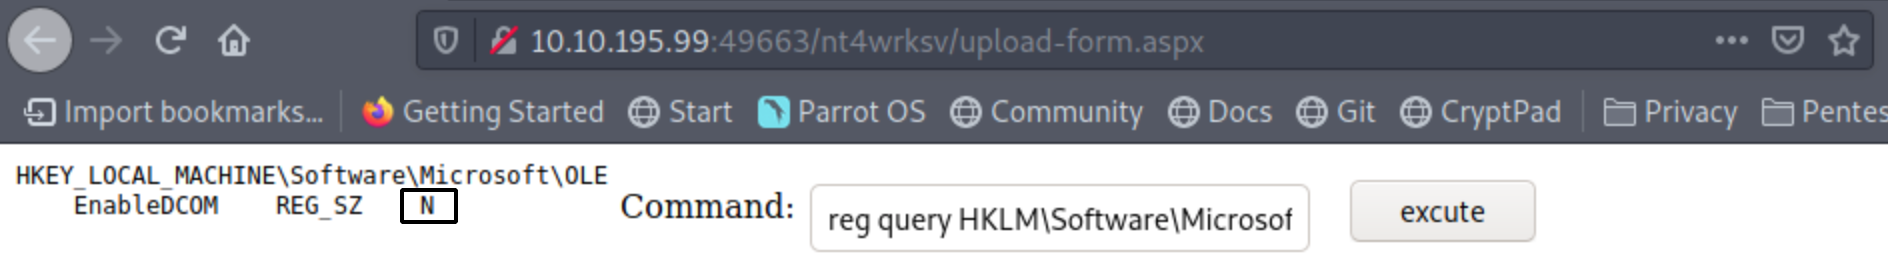 10.10.195.99:49663/nt4wrksv/upload-form.aspx
Import bookmarks... Getting Started Start Parrot OS Community Docs Git CryptPad Privacy Pentes
HKEY_LOCAL_MACHINE\Software\Microsoft\OLE
EnableDCOM REG_SZ N
Command: reg query HKLM\Software\Microsof excute